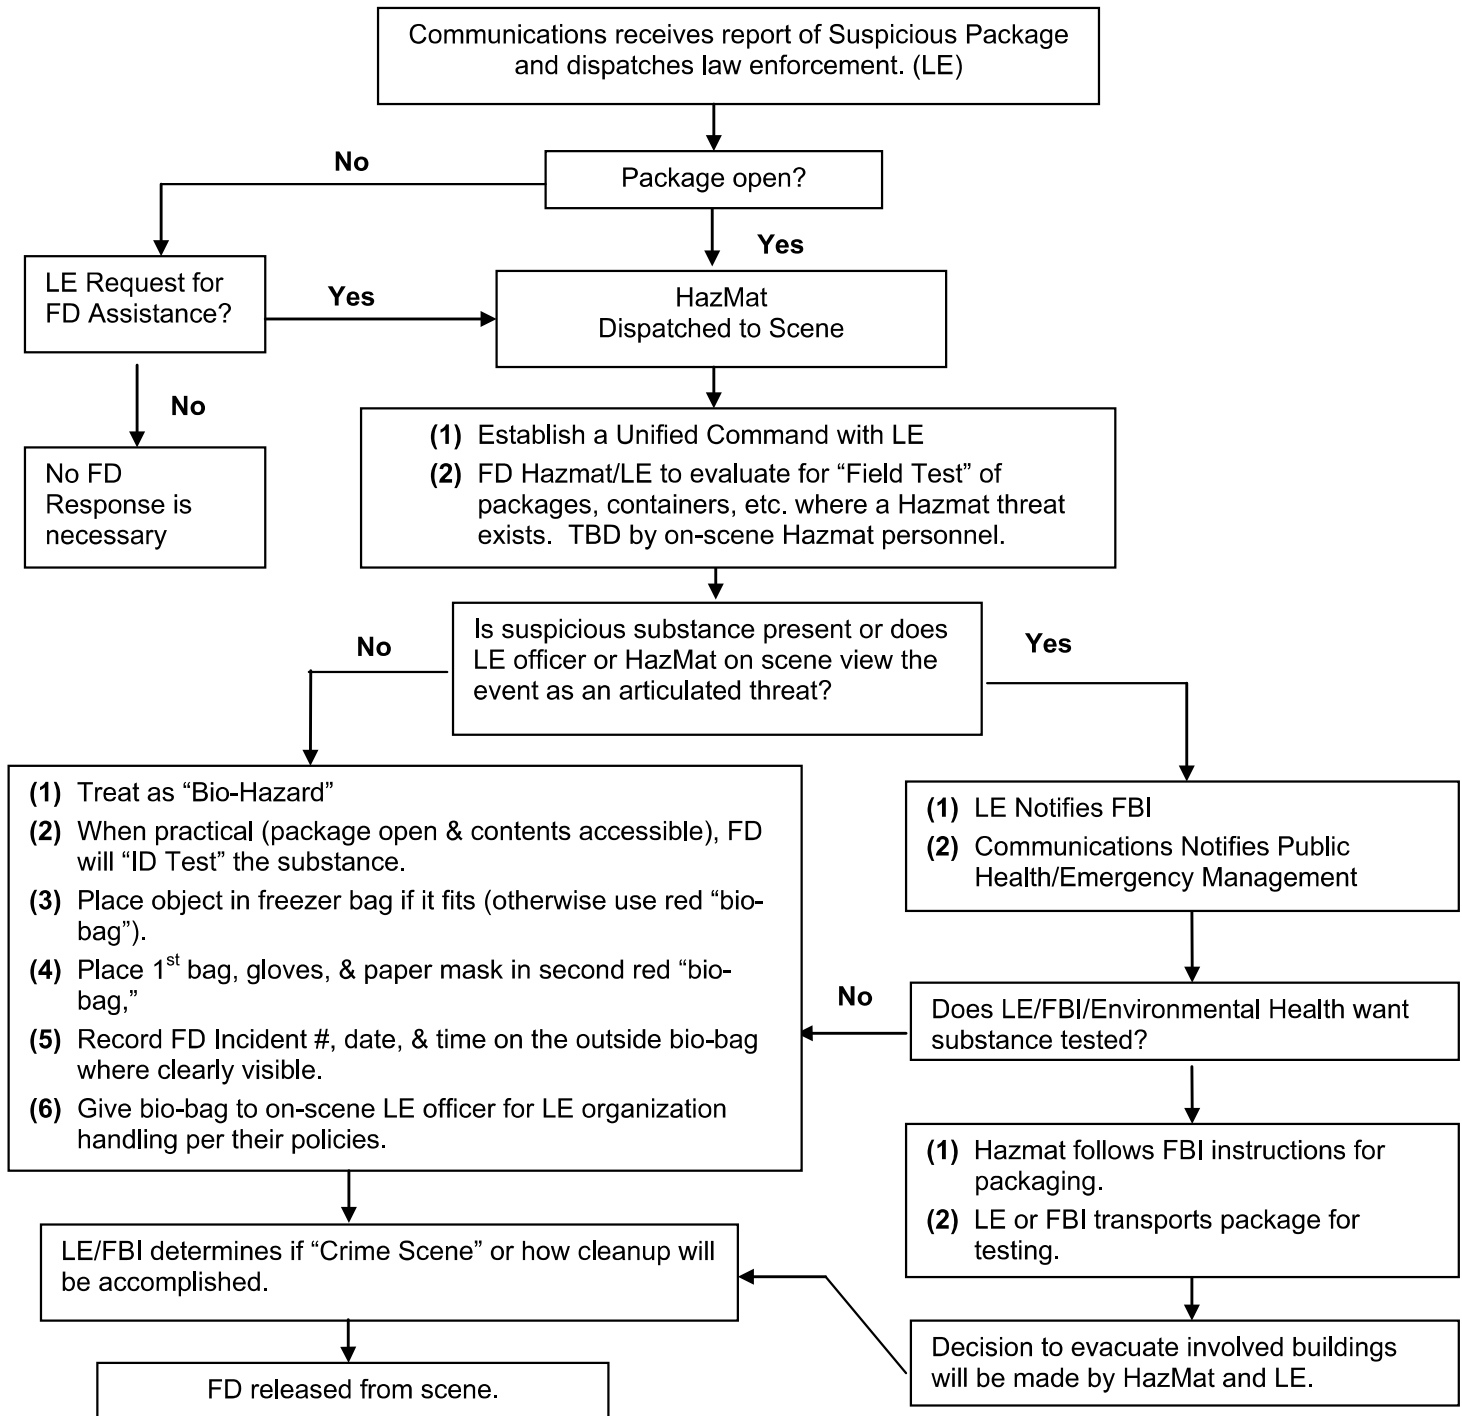 Communications receives report of Suspicious Package
and dispatches law enforcement. (LE)
No
Package open?
Yes
LE Request for
FD Assistance?
Yes
HazMat
Dispatched to Scene
No
No FD
Response is
necessary
(1) Establish a Unified Command with LE
(2) FD Hazmat/LE to evaluate for “Field Test” of
packages, containers, etc. where a Hazmat threat
exists.  TBD by on-scene Hazmat personnel.
No
Is suspicious substance present or does
LE officer or HazMat on scene view the
event as an articulated threat?
Yes
(1) Treat as “Bio-Hazard”
(2) When practical (package open & contents accessible), FD
will “ID Test” the substance.
(3) Place object in freezer bag if it fits (otherwise use red “bio-
bag”).
(4) Place 1st bag, gloves, & paper mask in second red “bio-
bag,”
(5) Record FD Incident #, date, & time on the outside bio-bag
where clearly visible.
(6) Give bio-bag to on-scene LE officer for LE organization
handling per their policies.
(1) LE Notifies FBI
(2) Communications Notifies Public
Health/Emergency Management
No
Does LE/FBI/Environmental Health want
substance tested?
(1) Hazmat follows FBI instructions for
packaging.
(2) LE or FBI transports package for
testing.
LE/FBI determines if “Crime Scene” or how cleanup will
be accomplished.
Decision to evacuate involved buildings
will be made by HazMat and LE.
FD released from scene.